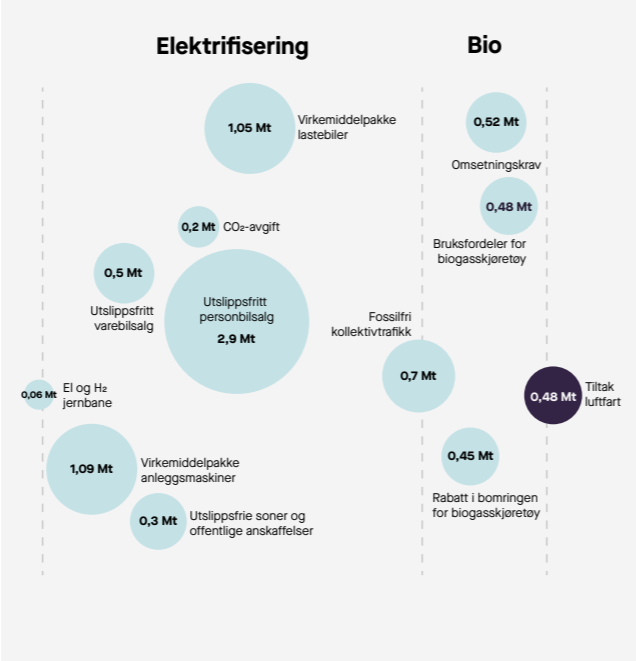 Elektrifisering
Bio
1,05 Mt
Virkemiddelpakke
lastebiler
0,52 Mt
Omsetningskrav
0,48 Mt
Bruksfordeler for
biogasskjøretøy
0,2 Mt
CO₂-avgift
0,5 Mt
Utslippsfritt
varebilsalg
Utslippsfritt
personbilsalg
2,9 Mt
Fossilfri
kollektivtrafikk
0,7 Mt
0,06 Mt
El og H₂
jernbane
0,48 Mt
Tiltak
luftfart
1,09 Mt
Virkemiddelpakke
anleggsmaskiner
0,45 Mt
Rabatt i bomringen
for biogasskjøretøy
0,3 Mt
Utslippsfrie soner og
offentlige anskaffelser